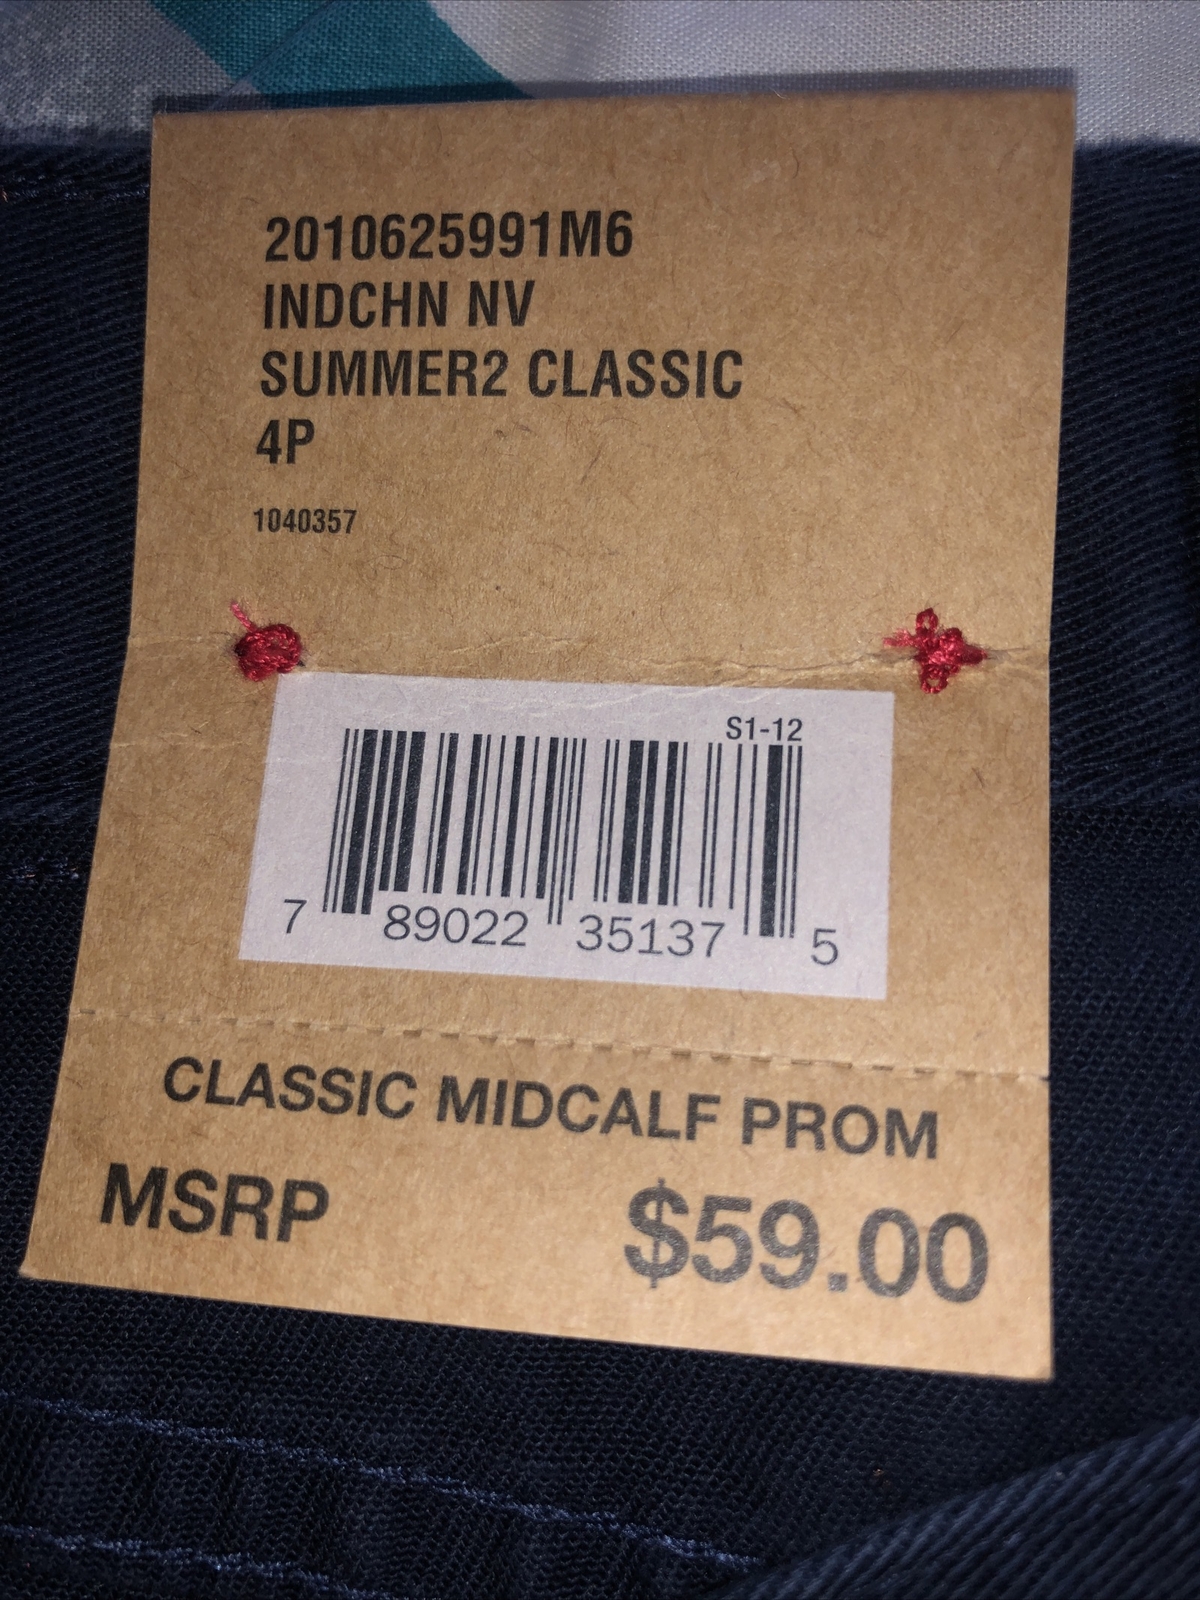 2010625991M6
INDCHN NV
SUMMER2 CLASSIC
4P
1040357
S1-12
7 89022 35137 5
CLASSIC MIDCALF PROM
MSRP $59.00